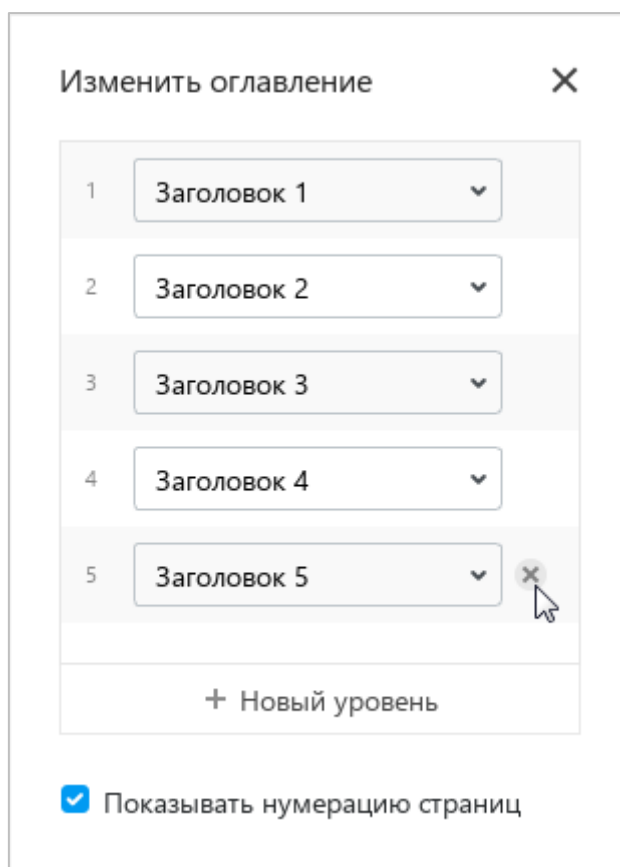 Изменить оглавление
1 Заголовок 1
2 Заголовок 2
3 Заголовок 3
4 Заголовок 4
5 Заголовок 5
+ Новый уровень
Показывать нумерацию страниц